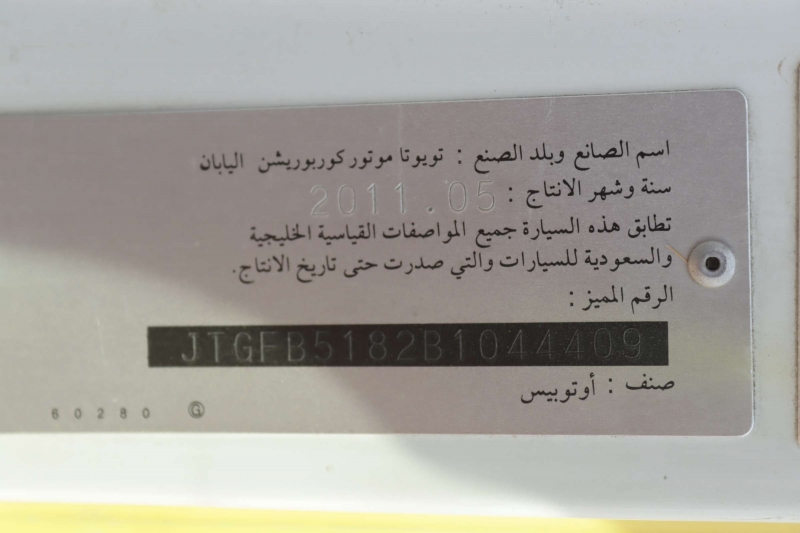 اسم الصانع وبلد الصنع : تويوتا موتور كوربوريشن اليابان
سنة وشهر الانتاج : 2011.05
تطابق هذه السيارة جميع المواصفات القياسية الخليجية
والسعودية للسيارات والتي صدرت حتى تاريخ الانتاج.
الرقم المميز :
JTGFB5182B1044409
صنف : أوتوبيس
60280 G